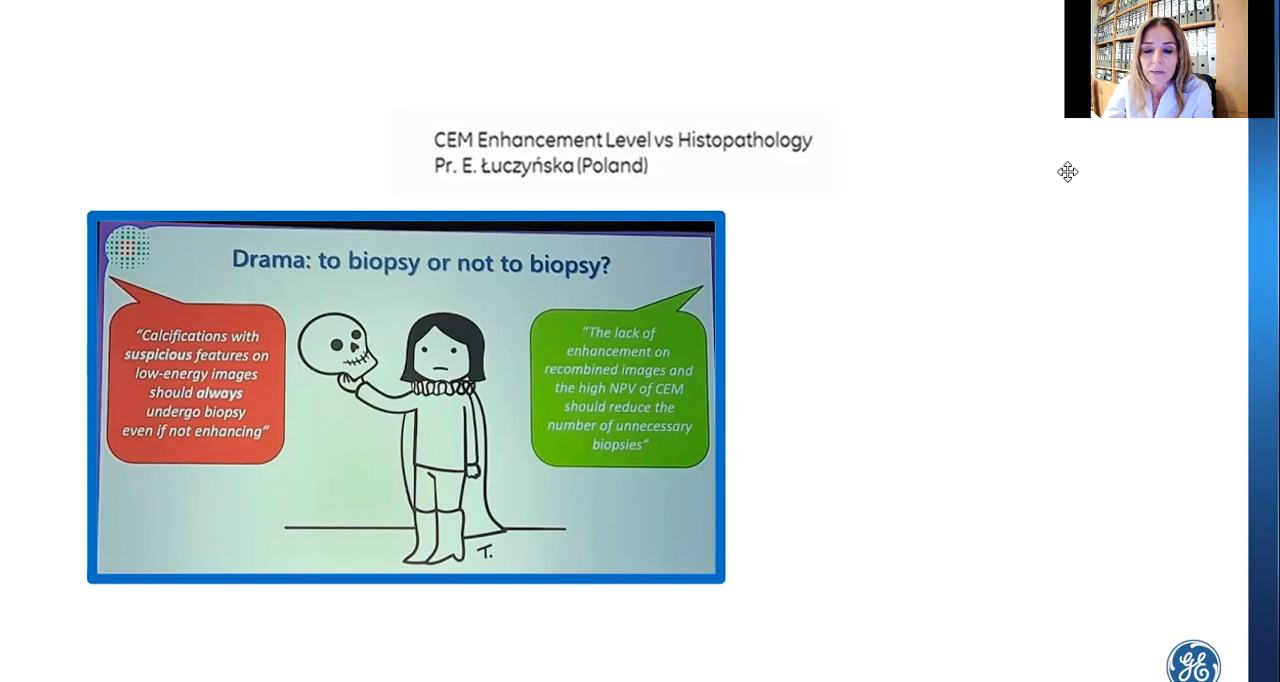 CEM Enhancement Level vs Histopathology
Pr. E. Łuczyńska (Poland)
Drama: to biopsy or not to biopsy?
“Calcifications with
suspicious features on
low-energy images
should always
undergo biopsy
even if not enhancing”
“The lack of
enhancement on
recombined images and
the high NPV of CEM
should reduce the
number of unnecessary
biopsies“
T.
GE